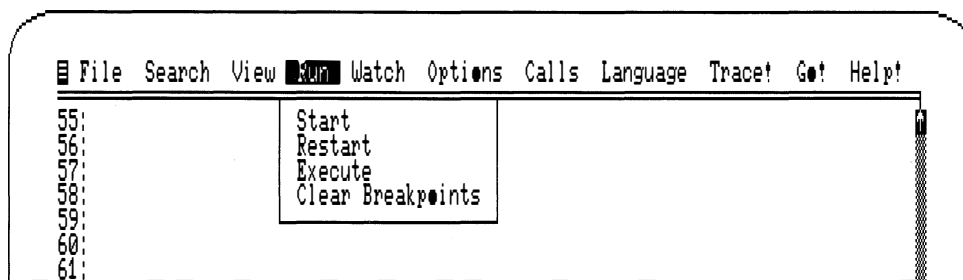 ≡ File Search View Run Watch Options Calls Language Trace! Go! Help!
55:
Start
56:
Restart
57:
Execute
58:
Clear Breakpoints
59:
60:
61: